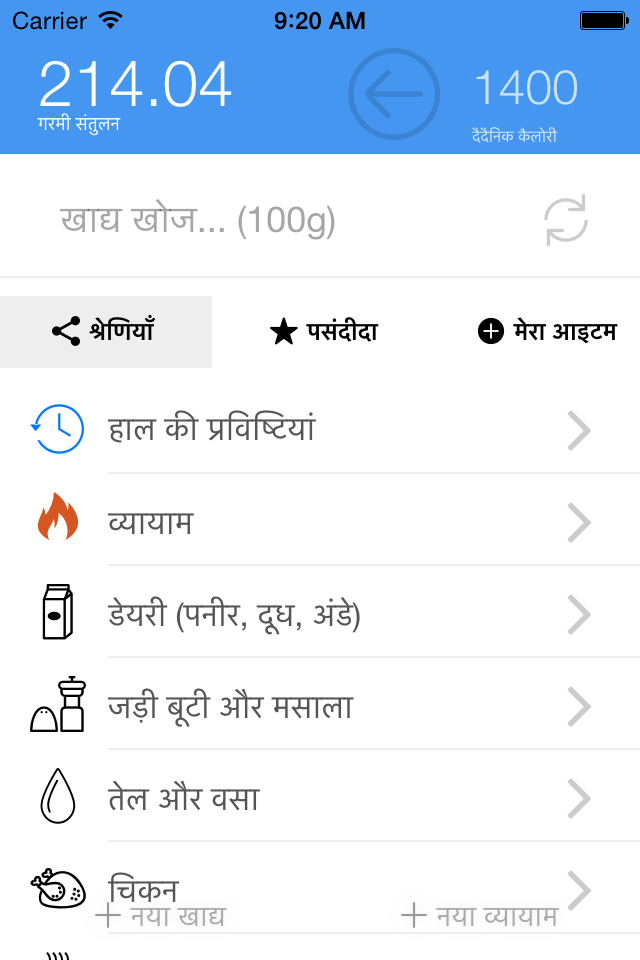 Carrier 9:20 AM
214.04 1400
गरमी संतुलन दैदैनिक कैलोरी
खाद्य खोज... (100g)
श्रेणियाँ पसंदीदा मेरा आइटम
हाल की प्रविष्टियां
व्यायाम
डेयरी (पनीर, दूध, अंडे)
जड़ी बूटी और मसाला
तेल और वसा
चिकन
नया खाद्य नया व्यायाम